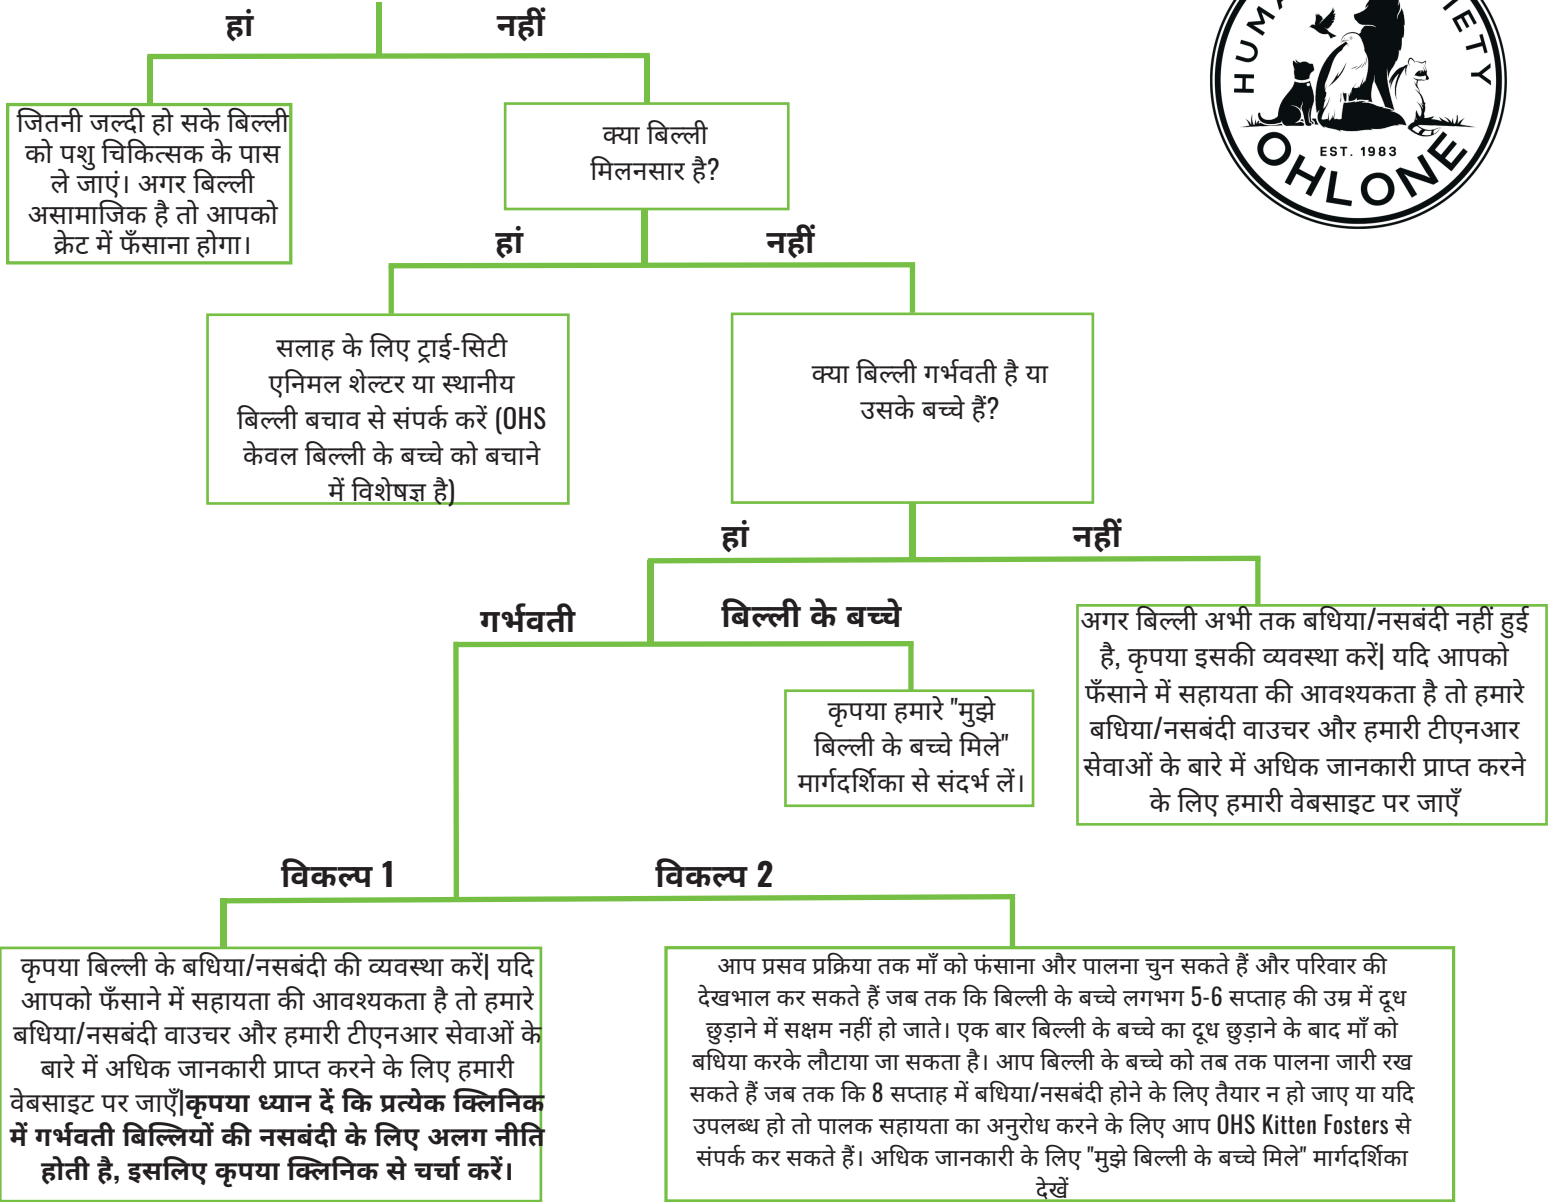 हां
नहीं
HUMA
IETY
EST. 1983
OHLONE
जितनी जल्दी हो सके बिल्ली
को पशु चिकित्सक के पास
ले जाएं। अगर बिल्ली
असामाजिक है तो आपको
क्रेट में फँसाना होगा।
क्या बिल्ली
मिलनसार है?
हां
नहीं
सलाह के लिए ट्राई-सिटी
एनिमल शेल्टर या स्थानीय
बिल्ली बचाव से संपर्क करें (OHS
केवल बिल्ली के बच्चे को बचाने
में विशेषज्ञ है)
क्या बिल्ली गर्भवती है या
उसके बच्चे हैं?
हां
नहीं
गर्भवती
बिल्ली के बच्चे
कृपया हमारे "मुझे
बिल्ली के बच्चे मिले"
मार्गदर्शिका से संदर्भ लें।
अगर बिल्ली अभी तक बधिया/नसबंदी नहीं हुई
है, कृपया इसकी व्यवस्था करें| यदि आपको
फँसाने में सहायता की आवश्यकता है तो हमारे
बधिया/नसबंदी वाउचर और हमारी टीएनआर
सेवाओं के बारे में अधिक जानकारी प्राप्त करने
के लिए हमारी वेबसाइट पर जाएँ
विकल्प 1
विकल्प 2
कृपया बिल्ली के बधिया/नसबंदी की व्यवस्था करें| यदि
आपको फँसाने में सहायता की आवश्यकता है तो हमारे
बधिया/नसबंदी वाउचर और हमारी टीएनआर सेवाओं के
बारे में अधिक जानकारी प्राप्त करने के लिए हमारी
वेबसाइट पर जाएँ|कृपया ध्यान दें कि प्रत्येक क्लिनिक
में गर्भवती बिल्लियों की नसबंदी के लिए अलग नीति
होती है, इसलिए कृपया क्लिनिक से चर्चा करें।
आप प्रसव प्रक्रिया तक माँ को फंसाना और पालना चुन सकते हैं और परिवार की
देखभाल कर सकते हैं जब तक कि बिल्ली के बच्चे लगभग 5-6 सप्ताह की उम्र में दूध
छुड़ाने में सक्षम नहीं हो जाते। एक बार बिल्ली के बच्चे का दूध छुड़ाने के बाद माँ को
बधिया करके लौटाया जा सकता है। आप बिल्ली के बच्चे को तब तक पालना जारी रख
सकते हैं जब तक कि 8 सप्ताह में बधिया/नसबंदी होने के लिए तैयार न हो जाए या यदि
उपलब्ध हो तो पालक सहायता का अनुरोध करने के लिए आप OHS Kitten Fosters से
संपर्क कर सकते हैं। अधिक जानकारी के लिए "मुझे बिल्ली के बच्चे मिले" मार्गदर्शिका
देखें